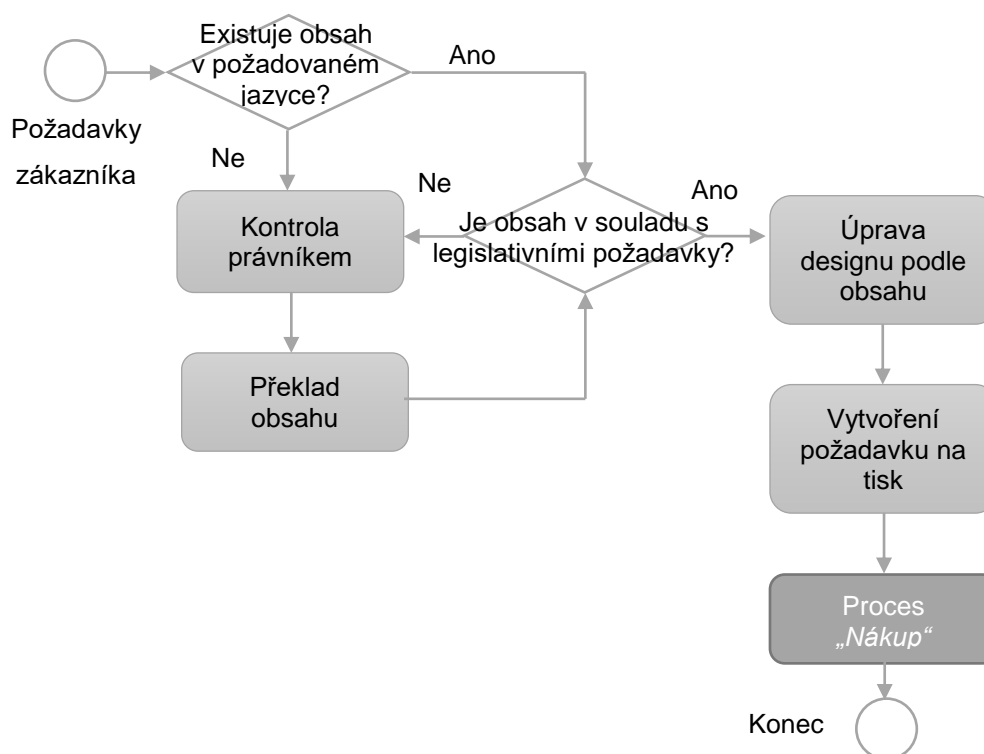 Existuje obsah
v požadovaném
jazyce?
Ano
Požadavky
zákazníka
Ne
Ne
Ano
Kontrola
právníkem
Je obsah v souladu s
legislativními požadavky?
Úprava
designu podle
obsahu
Překlad
obsahu
Vytvoření
požadavku na
tisk
Proces
„Nákup“
Konec